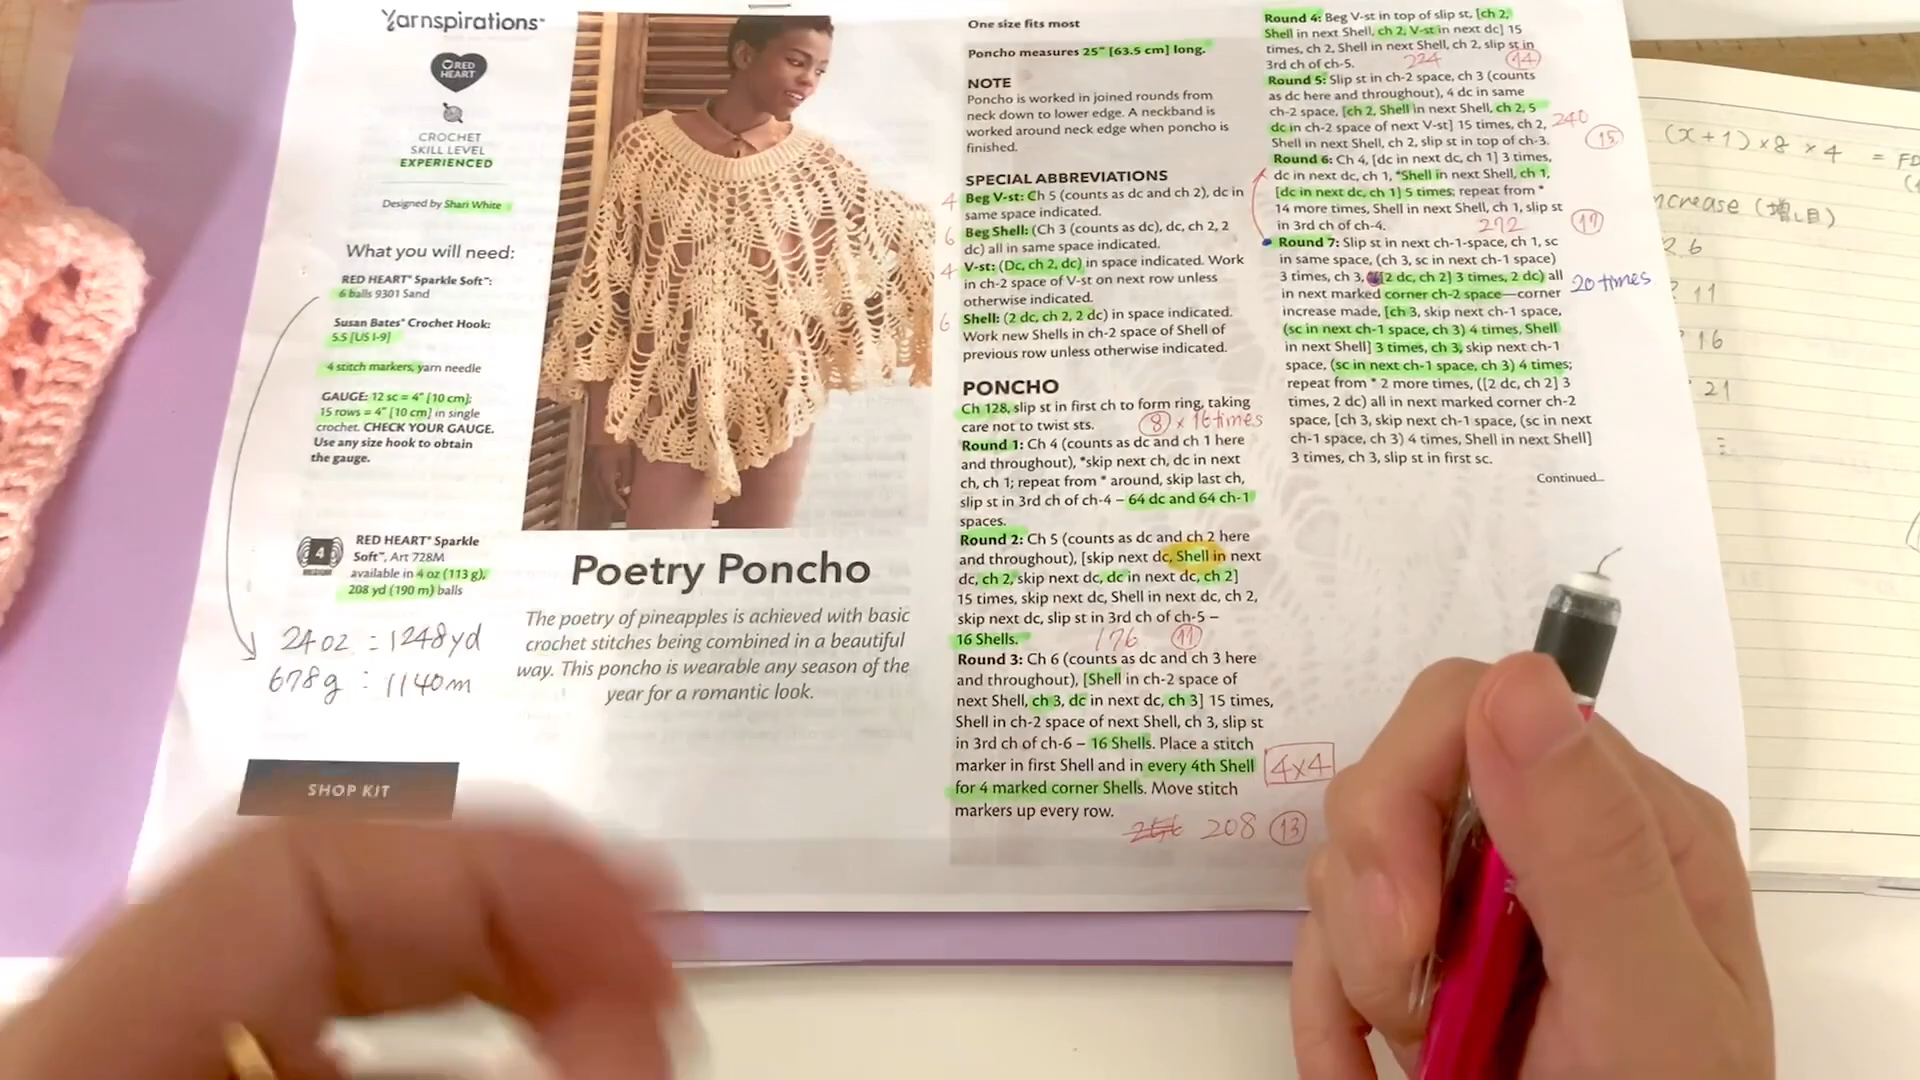 Yarnspirations™
RED
HEART
CROCHET
SKILL LEVEL
EXPERIENCED
Designed by Shari White
What you will need:
RED HEART® Sparkle Soft™:
6 balls 9301 Sand
Susan Bates® Crochet Hook:
5.5 [US I-9]
4 stitch markers, yarn needle
GAUGE: 12 sc = 4" [10 cm];
15 rows = 4" [10 cm] in single
crochet. CHECK YOUR GAUGE.
Use any size hook to obtain
the gauge.
4
MEDIUM
RED HEART® Sparkle
Soft™, Art 728M
available in 4 oz (113 g),
208 yd (190 m) balls
24oz = 1248yd
678g : 1140m
SHOP KIT
Poetry Poncho
The poetry of pineapples is achieved with basic
crochet stitches being combined in a beautiful
way. This poncho is wearable any season of the
year for a romantic look.
One size fits most
Poncho measures 25" [63.5 cm] long.
NOTE
Poncho is worked in joined rounds from
neck down to lower edge. A neckband is
worked around neck edge when poncho is
finished.
SPECIAL ABBREVIATIONS
4 Beg V-st: Ch 5 (counts as dc and ch 2), dc in
same space indicated.
6 Beg Shell: (Ch 3 (counts as dc), dc, ch 2, 2
dc) all in same space indicated.
4 V-st: (Dc, ch 2, dc) in space indicated. Work
in ch-2 space of V-st on next row unless
otherwise indicated.
6 Shell: (2 dc, ch 2, 2 dc) in space indicated.
Work new Shells in ch-2 space of Shell of
previous row unless otherwise indicated.
PONCHO
Ch 128, slip st in first ch to form ring, taking
care not to twist sts. 8 × 16 times
Round 1: Ch 4 (counts as dc and ch 1 here
and throughout), *skip next ch, dc in next
ch, ch 1; repeat from * around, skip last ch,
slip st in 3rd ch of ch-4 – 64 dc and 64 ch-1
spaces.
Round 2: Ch 5 (counts as dc and ch 2 here
and throughout), [skip next dc, Shell in next
dc, ch 2, skip next dc, dc in next dc, ch 2]
15 times, skip next dc, Shell in next dc, ch 2,
skip next dc, slip st in 3rd ch of ch-5 –
16 Shells. 176 11
Round 3: Ch 6 (counts as dc and ch 3 here
and throughout), [Shell in ch-2 space of
next Shell, ch 3, dc in next dc, ch 3] 15 times,
Shell in ch-2 space of next Shell, ch 3, slip st
in 3rd ch of ch-6 – 16 Shells. Place a stitch
marker in first Shell and in every 4th Shell
for 4 marked corner Shells. Move stitch
markers up every row.
4x4
208 13
Round 4: Beg V-st in top of slip st, [ch 2,
Shell in next Shell, ch 2, V-st in next dc] 15
times, ch 2, Shell in next Shell, ch 2, slip st in
3rd ch of ch-5. 224 14
Round 5: Slip st in ch-2 space, ch 3 (counts
as dc here and throughout), 4 dc in same
ch-2 space, [ch 2, Shell in next Shell, ch 2, 5
dc in ch-2 space of next V-st] 15 times, ch 2, 240
Shell in next Shell, ch 2, slip st in top of ch-3. 15
Round 6: Ch 4, [dc in next dc, ch 1] 3 times,
dc in next dc, ch 1, *Shell in next Shell, ch 1,
[dc in next dc, ch 1] 5 times; repeat from *
14 more times, Shell in next Shell, ch 1, slip st
in 3rd ch of ch-4. 272 17
Round 7: Slip st in next ch-1-space, ch 1, sc
in same space, (ch 3, sc in next ch-1 space)
3 times, ch 3, ([2 dc, ch 2] 3 times, 2 dc) all 20 times
in next marked corner ch-2 space—corner
increase made, [ch 3, skip next ch-1 space,
(sc in next ch-1 space, ch 3) 4 times, Shell
in next Shell] 3 times, ch 3, skip next ch-1
space, (sc in next ch-1 space, ch 3) 4 times;
repeat from * 2 more times, ([2 dc, ch 2] 3
times, 2 dc) all in next marked corner ch-2
space, [ch 3, skip next ch-1 space, (sc in next
ch-1 space, ch 3) 4 times, Shell in next Shell]
3 times, ch 3, slip st in first sc.
Continued...
(x+1) × 8 × 4 = FD
ncrease (増し目)
6
11
16
21